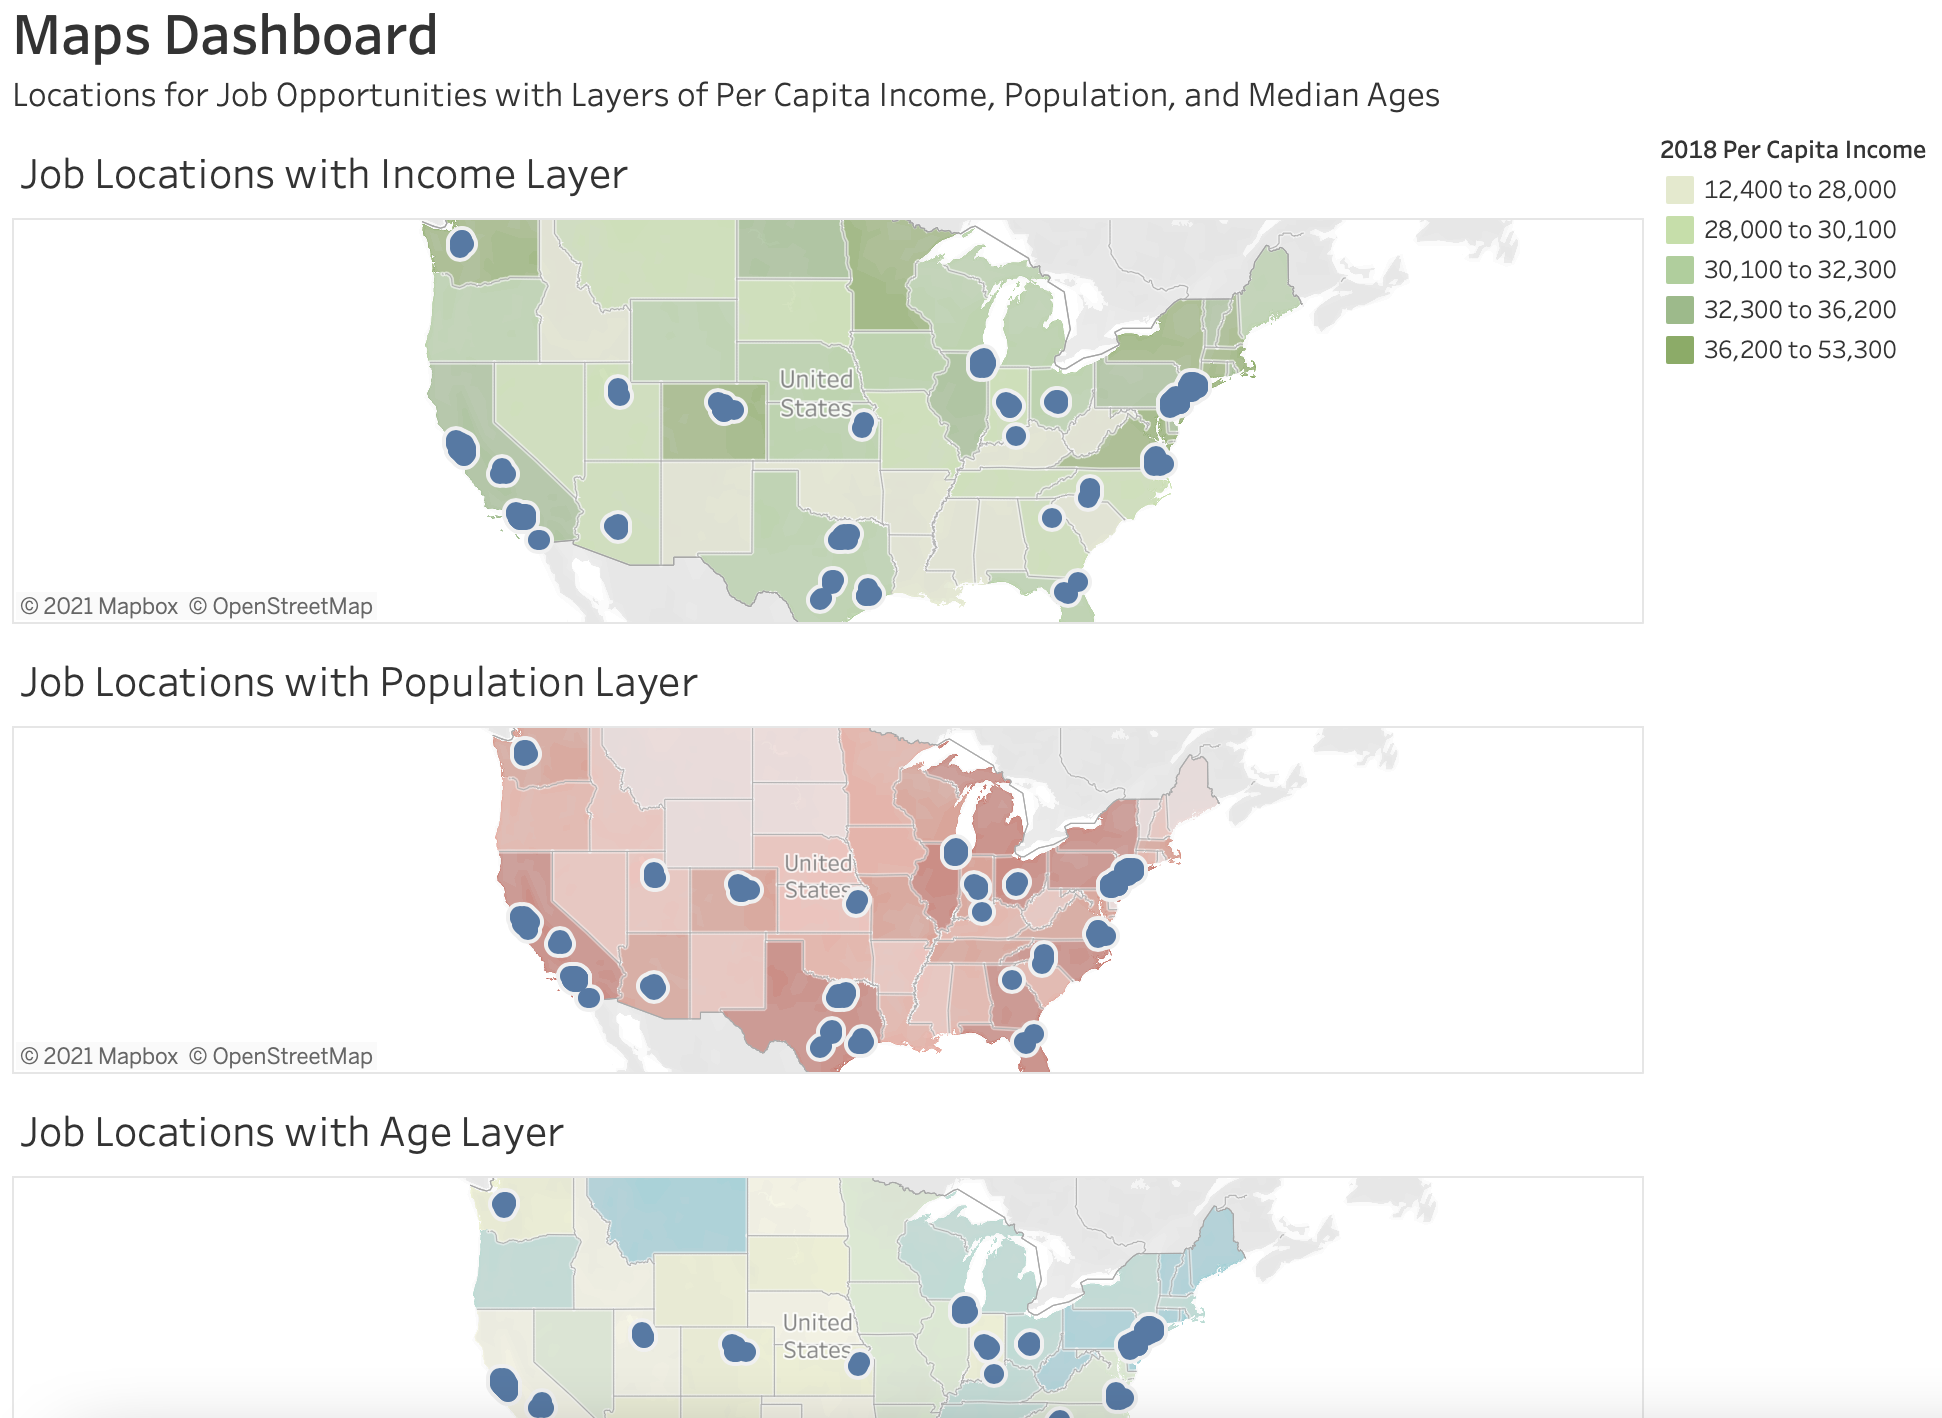 Maps Dashboard
Locations for Job Opportunities with Layers of Per Capita Income, Population, and Median Ages
Job Locations with Income Layer
2018 Per Capita Income
12,400 to 28,000
28,000 to 30,100
30,100 to 32,300
32,300 to 36,200
36,200 to 53,300
United
States
© 2021 Mapbox © OpenStreetMap
Job Locations with Population Layer
United
States
© 2021 Mapbox © OpenStreetMap
Job Locations with Age Layer
United
States